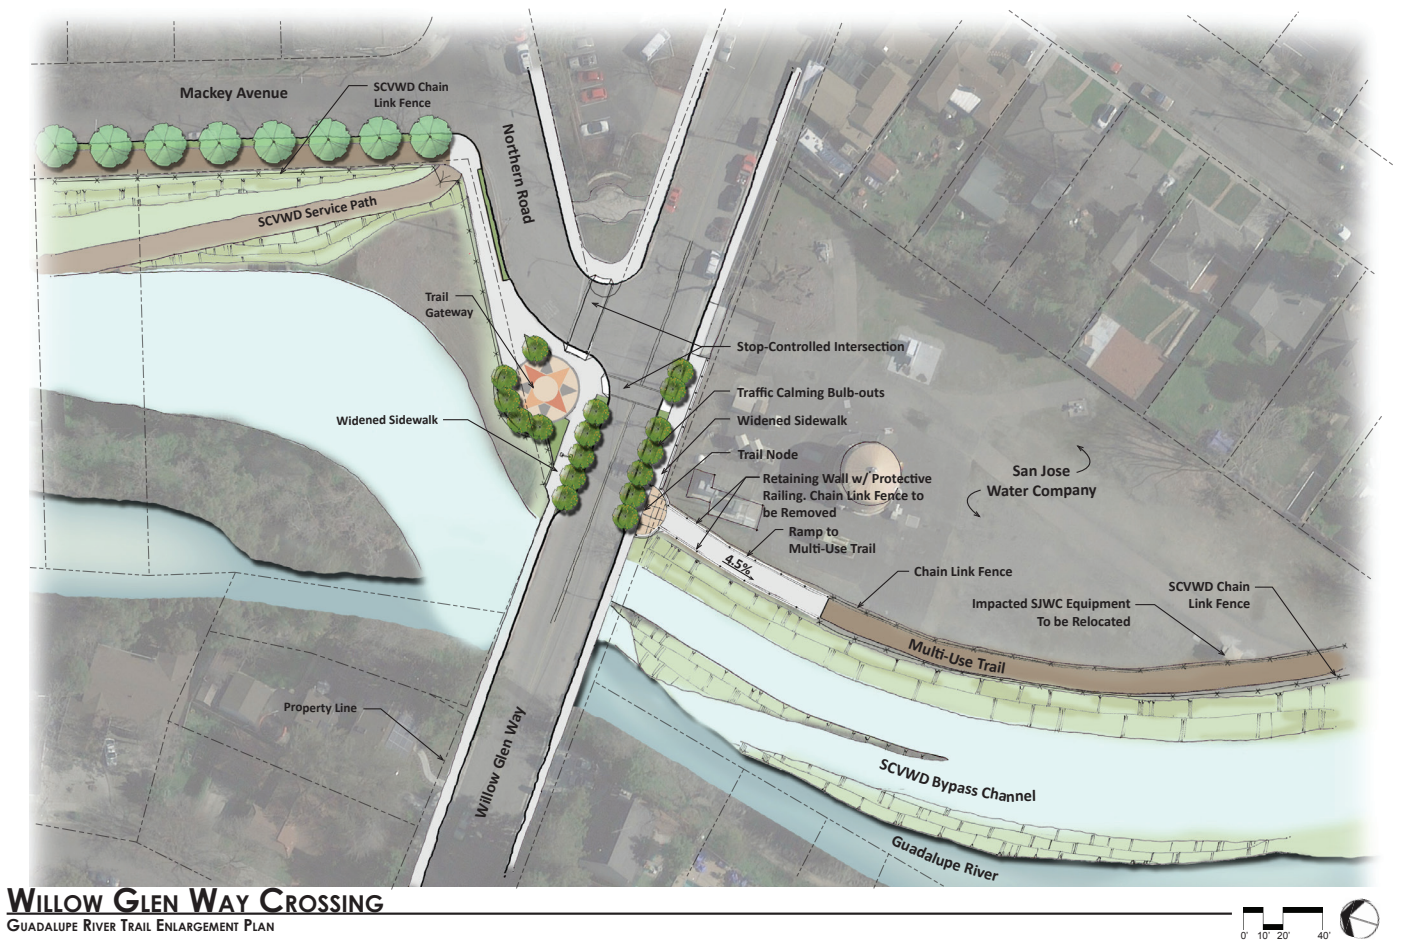 Mackey Avenue
SCVWD Chain
Link Fence
Northern Road
SCVWD Service Path
Trail
Gateway
Stop-Controlled Intersection
Traffic Calming Bulb-outs
Widened Sidewalk
Widened Sidewalk
Trail Node
Retaining Wall w/ Protective
Railing. Chain Link Fence to
be Removed
San Jose
Water Company
Ramp to
Multi-Use Trail
4.5%
Chain Link Fence
SCVWD Chain
Link Fence
Impacted SJWC Equipment
To be Relocated
Multi-Use Trail
Property Line
Willow Glen Way
SCVWD Bypass Channel
Guadalupe River
Willow Glen Way Crossing
Guadalupe River Trail Enlargement Plan
0' 10' 20' 40'